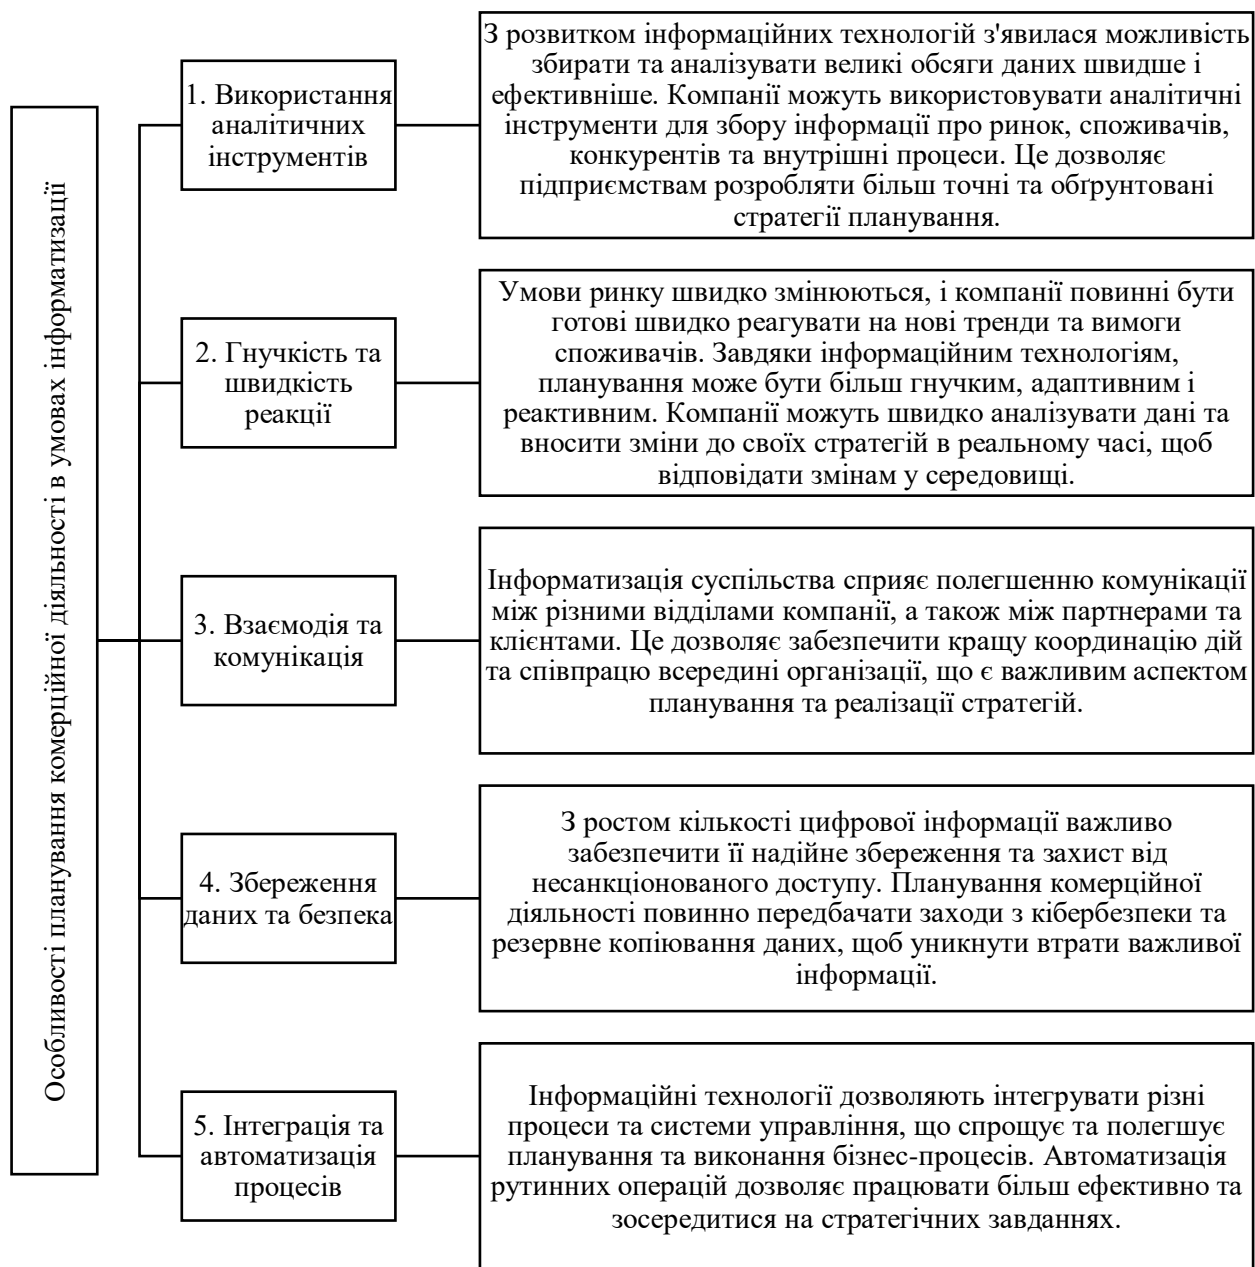 Особливості планування комерційної діяльності в умовах інформатизації
1. Використання
аналітичних
інструментів
З розвитком інформаційних технологій з'явилася можливість
збирати та аналізувати великі обсяги даних швидше і
ефективніше. Компанії можуть використовувати аналітичні
інструменти для збору інформації про ринок, споживачів,
конкурентів та внутрішні процеси. Це дозволяє
підприємствам розробляти більш точні та обґрунтовані
стратегії планування.
2. Гнучкість та
швидкість
реакції
Умови ринку швидко змінюються, і компанії повинні бути
готові швидко реагувати на нові тренди та вимоги
споживачів. Завдяки інформаційним технологіям,
планування може бути більш гнучким, адаптивним і
реактивним. Компанії можуть швидко аналізувати дані та
вносити зміни до своїх стратегій в реальному часі, щоб
відповідати змінам у середовищі.
3. Взаємодія та
комунікація
Інформатизація суспільства сприяє полегшенню комунікації
між різними відділами компанії, а також між партнерами та
клієнтами. Це дозволяє забезпечити кращу координацію дій
та співпрацю всередині організації, що є важливим аспектом
планування та реалізації стратегій.
4. Збереження
даних та безпека
З ростом кількості цифрової інформації важливо
забезпечити її надійне збереження та захист від
несанкціонованого доступу. Планування комерційної
діяльності повинно передбачати заходи з кібербезпеки та
резервне копіювання даних, щоб уникнути втрати важливої
інформації.
5. Інтеграція та
автоматизація
процесів
Інформаційні технології дозволяють інтегрувати різні
процеси та системи управління, що спрощує та полегшує
планування та виконання бізнес-процесів. Автоматизація
рутинних операцій дозволяє працювати більш ефективно та
зосередитися на стратегічних завданнях.